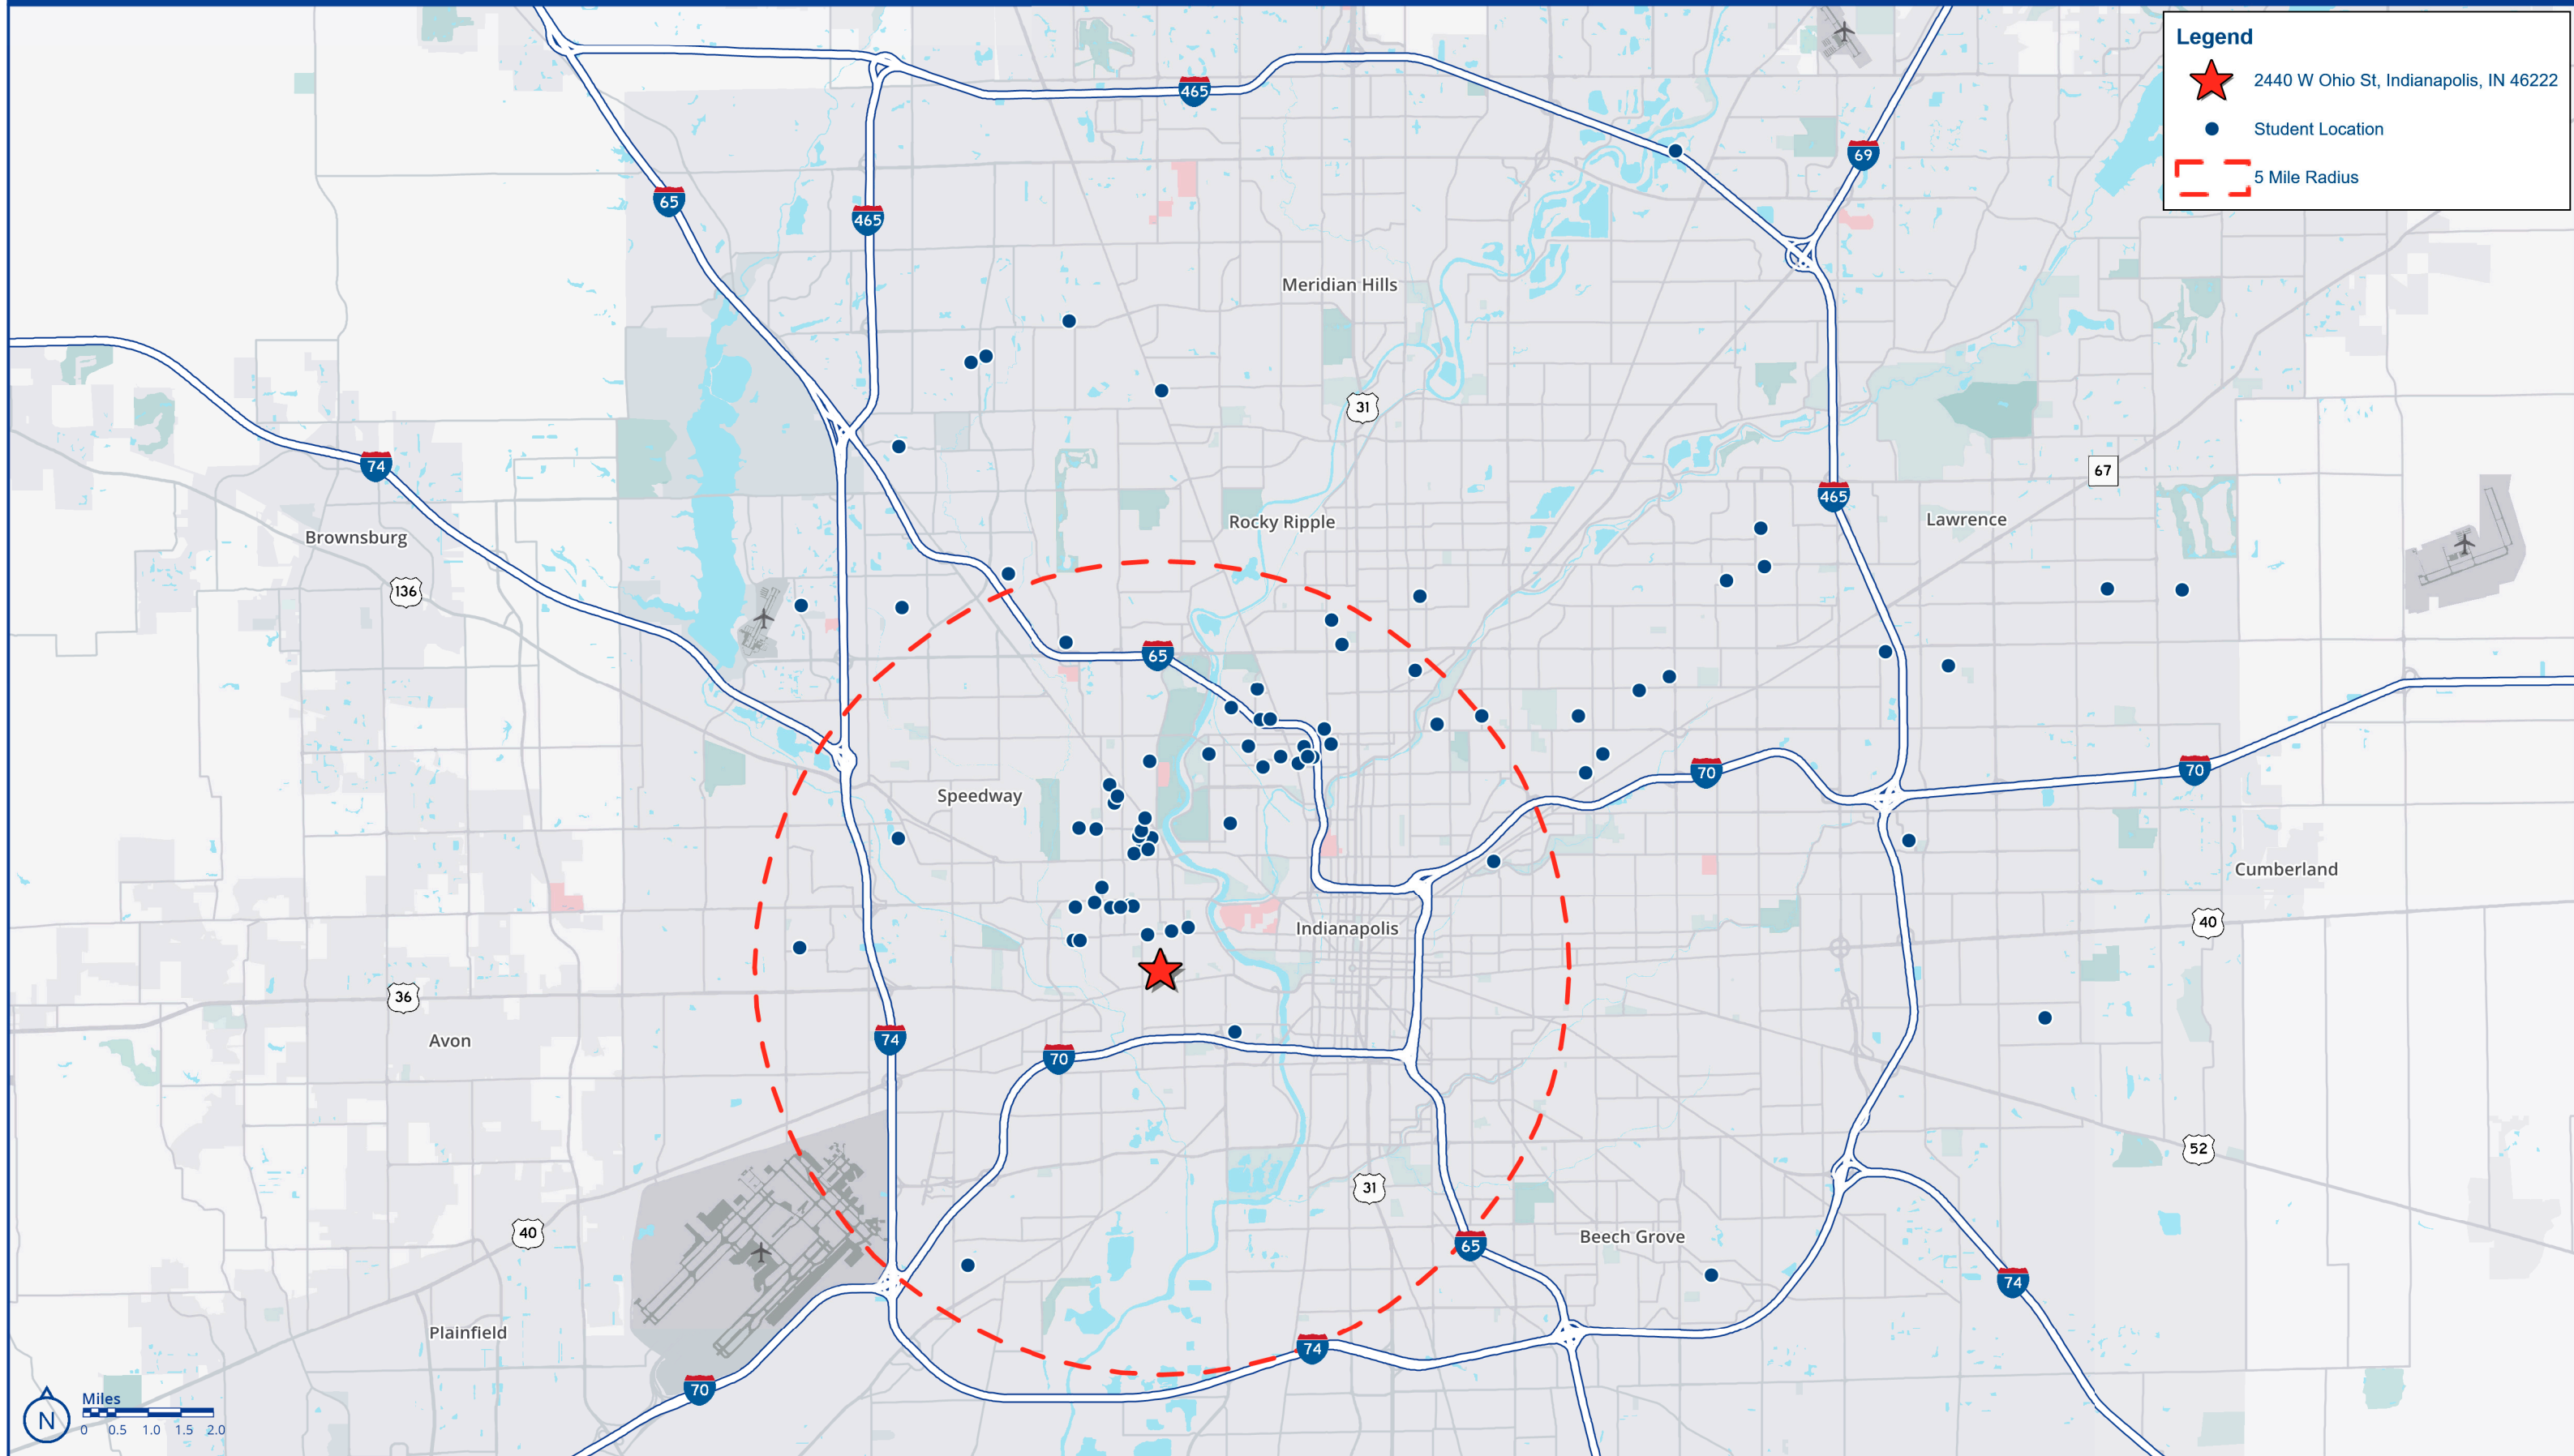 Legend
2440 W Ohio St, Indianapolis, IN 46222
Student Location
5 Mile Radius
465
69
65
465
Meridian Hills
31
74
67
465
Rocky Ripple
Lawrence
Brownsburg
136
65
70
70
Speedway
Cumberland
40
Indianapolis
36
Avon
74
70
52
31
40
65
Beech Grove
74
Plainfield
74
70
N
Miles
0 0.5 1.0 1.5 2.0